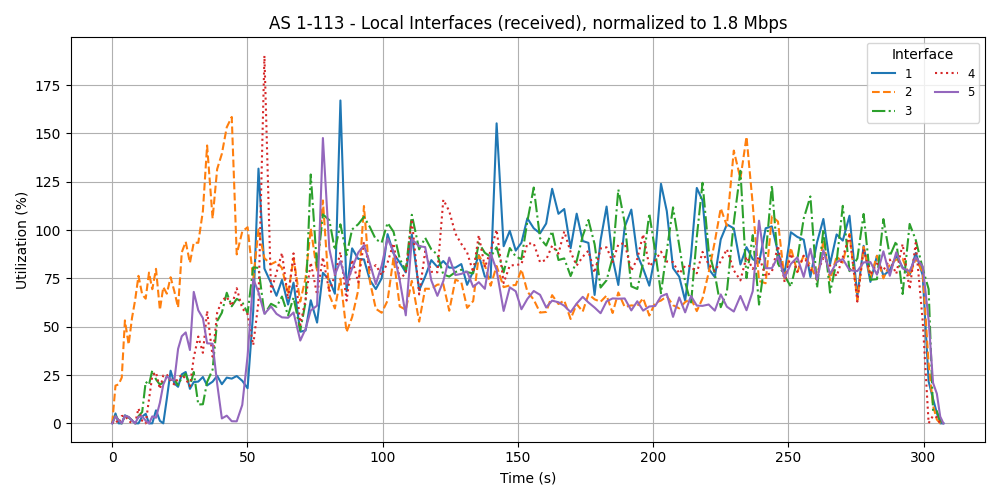 AS 1-113 - Local Interfaces (received), normalized to 1.8 Mbps
Utilization (%)
175
150
125
100
75
50
25
0
0 50 100 150 200 250 300
Time (s)
Interface
1 4
2 5
3